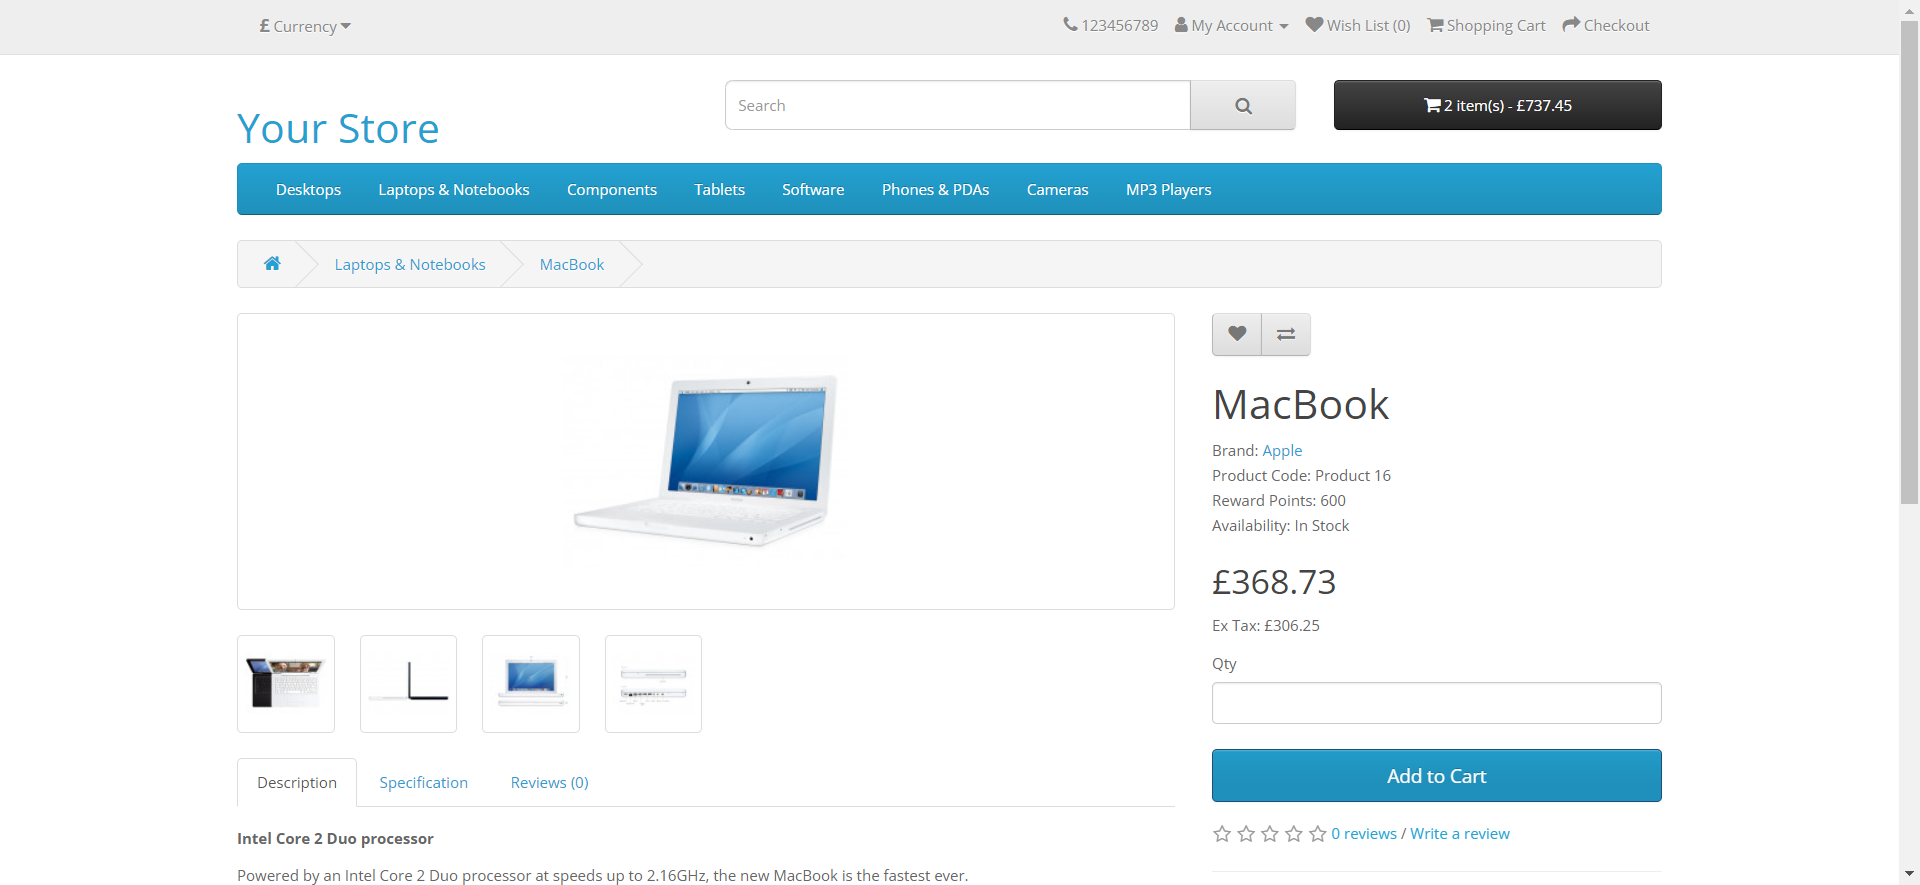 £ Currency
123456789 My Account Wish List (0) Shopping Cart Checkout
Your Store
Search
2 item(s) - £737.45
Desktops Laptops & Notebooks Components Tablets Software Phones & PDAs Cameras MP3 Players
Laptops & Notebooks MacBook
MacBook
Brand: Apple
Product Code: Product 16
Reward Points: 600
Availability: In Stock
£368.73
Ex Tax: £306.25
Qty
Add to Cart
0 reviews / Write a review
Description Specification Reviews (0)
Intel Core 2 Duo processor
Powered by an Intel Core 2 Duo processor at speeds up to 2.16GHz, the new MacBook is the fastest ever.